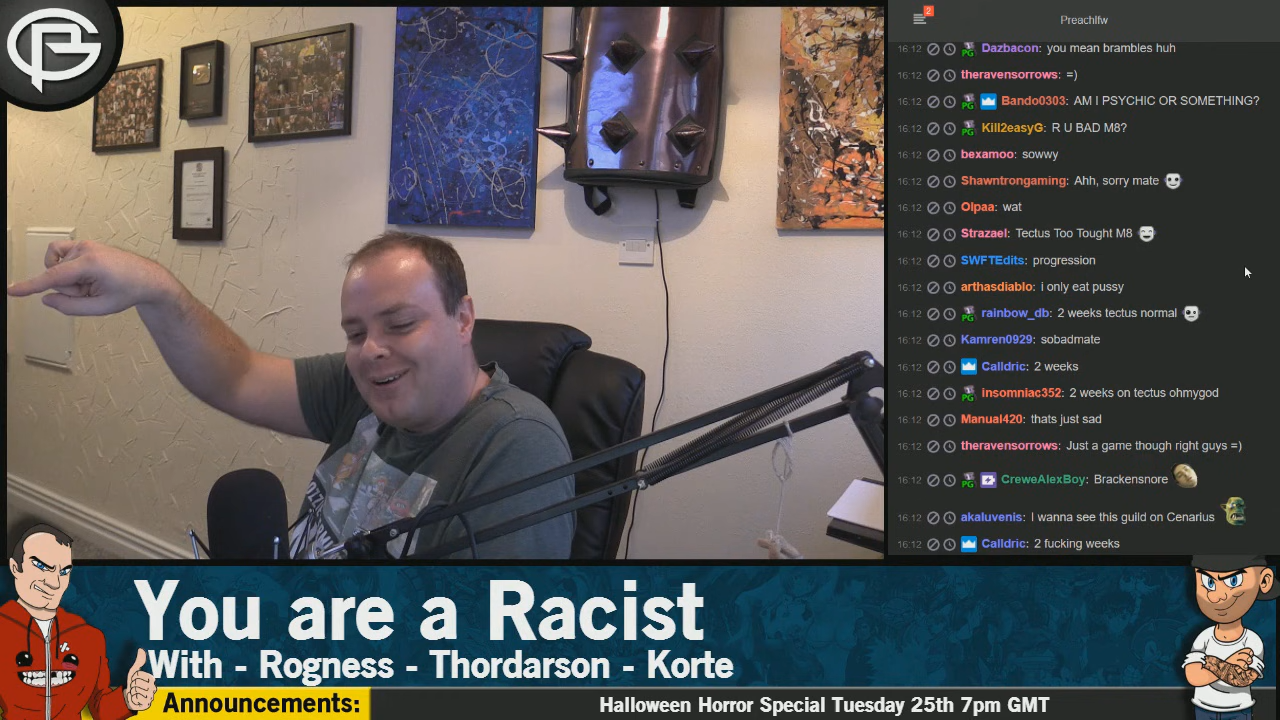 PG
2
Preachlfw
16:12 Dazbacon: you mean brambles huh
16:12 theravensorrows: =)
16:12 Bando0303: AM I PSYCHIC OR SOMETHING?
16:12 Kill2easyG: R U BAD M8?
16:12 bexamoo: sowwy
16:12 Shawntrongaming: Ahh, sorry mate
16:12 Olpaa: wat
16:12 Strazael: Tectus Too Tought M8
16:12 SWFTEdits: progression
16:12 arthasdiablo: i only eat pussy
16:12 rainbow_db: 2 weeks tectus normal
16:12 Kamren0929: sobadmate
16:12 Calldric: 2 weeks
16:12 insomniac352: 2 weeks on tectus ohmygod
16:12 Manual420: thats just sad
16:12 theravensorrows: Just a game though right guys =)
16:12 CreweAlexBoy: Brackensnore
16:12 akaluvenis: I wanna see this guild on Cenarius
16:12 Calldric: 2 fucking weeks
You are a Racist
With - Rogness - Thordarson - Korte
Announcements: Halloween Horror Special Tuesday 25th 7pm GMT